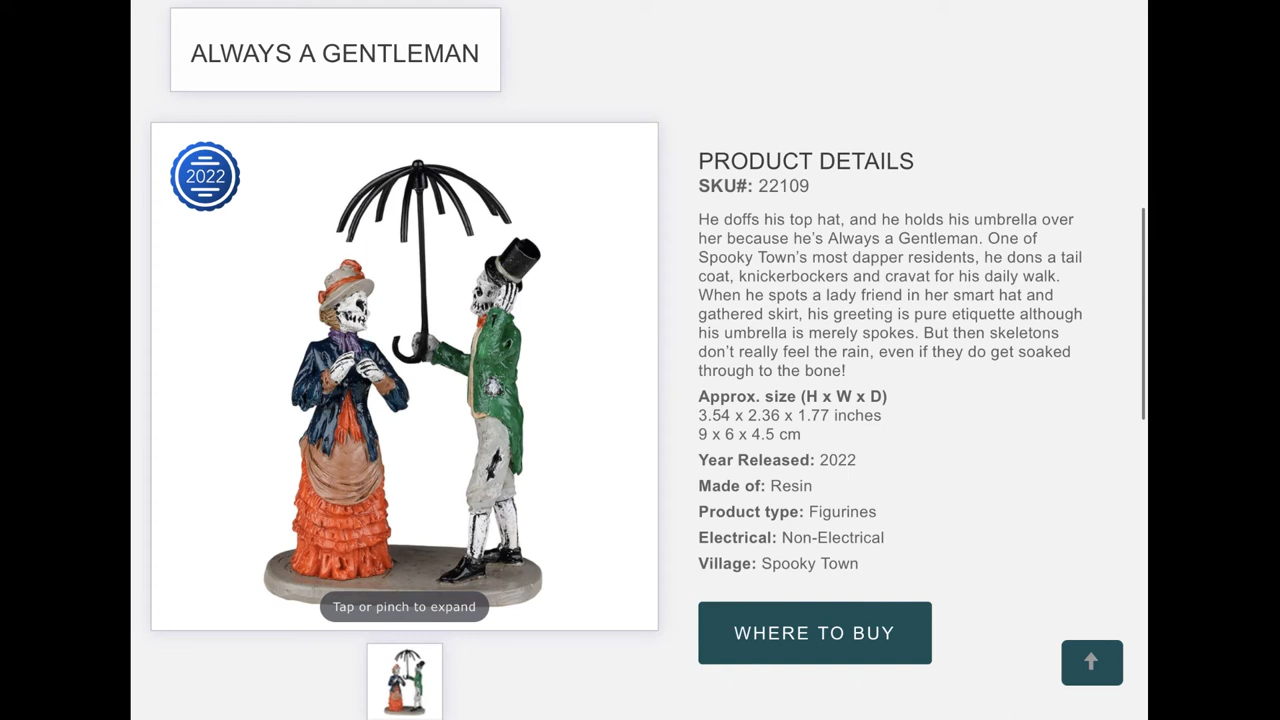 ALWAYS A GENTLEMAN
2022
PRODUCT DETAILS
SKU#: 22109
He doffs his top hat, and he holds his umbrella over
her because he’s Always a Gentleman. One of
Spooky Town’s most dapper residents, he dons a tail
coat, knickerbockers and cravat for his daily walk.
When he spots a lady friend in her smart hat and
gathered skirt, his greeting is pure etiquette although
his umbrella is merely spokes. But then skeletons
don’t really feel the rain, even if they do get soaked
through to the bone!
Approx. size (H x W x D)
3.54 x 2.36 x 1.77 inches
9 x 6 x 4.5 cm
Year Released: 2022
Made of: Resin
Product type: Figurines
Electrical: Non-Electrical
Village: Spooky Town
Tap or pinch to expand
WHERE TO BUY